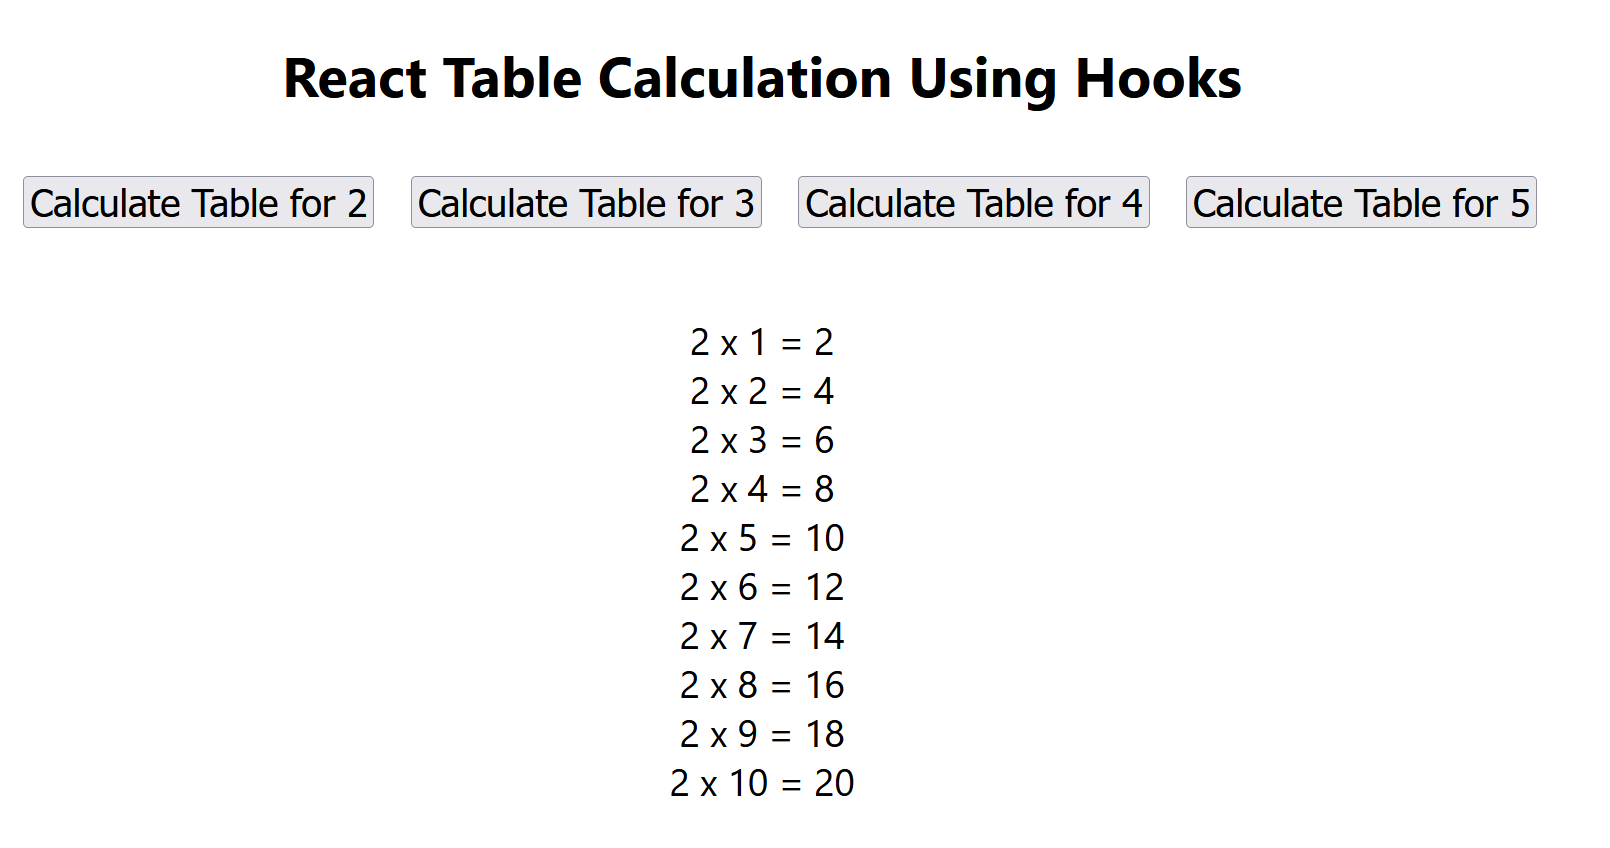 React Table Calculation Using Hooks
Calculate Table for 2 Calculate Table for 3 Calculate Table for 4 Calculate Table for 5
2 x 1 = 2
2 x 2 = 4
2 x 3 = 6
2 x 4 = 8
2 x 5 = 10
2 x 6 = 12
2 x 7 = 14
2 x 8 = 16
2 x 9 = 18
2 x 10 = 20